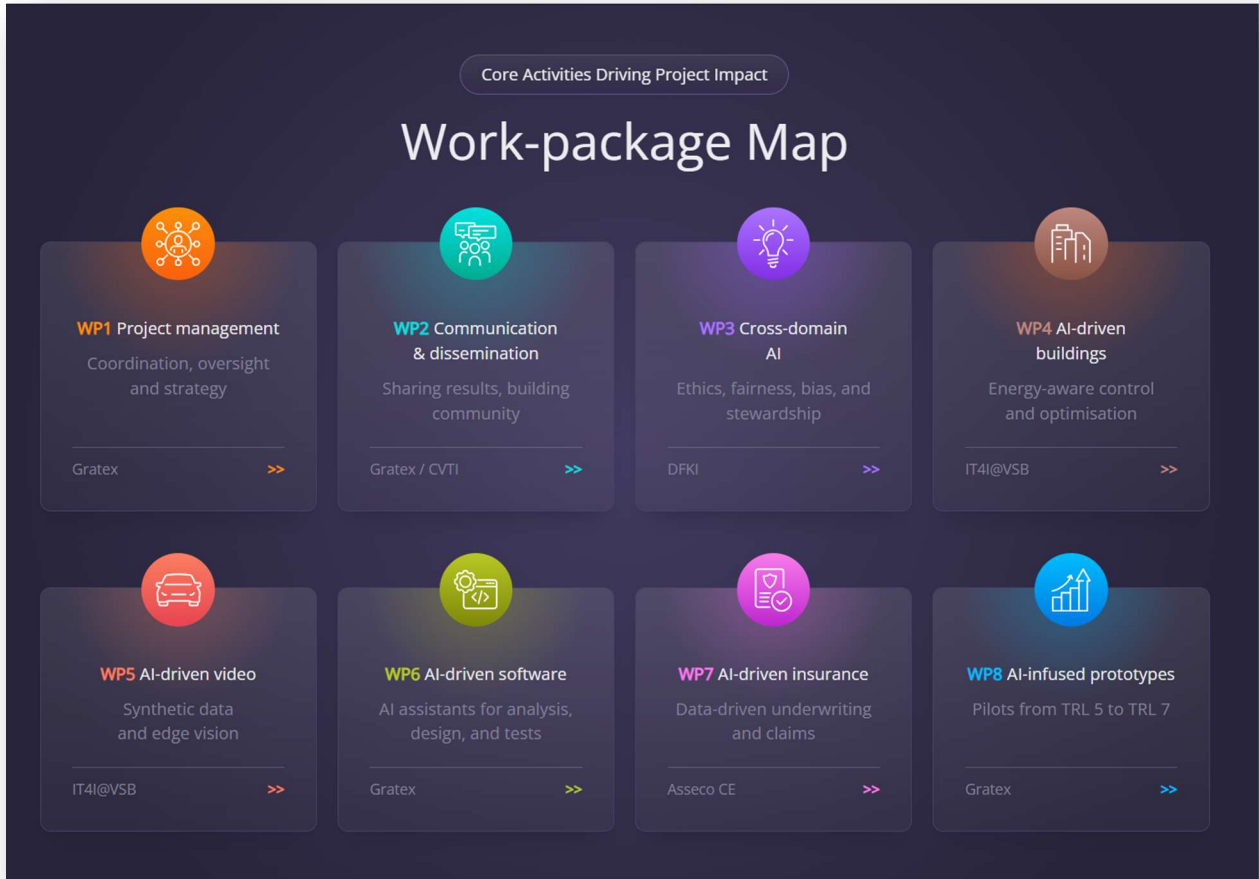 Core Activities Driving Project Impact
Work-package Map
WP1 Project management
Coordination, oversight
and strategy
Gratex >>
WP2 Communication
& dissemination
Sharing results, building
community
Gratex / CVTI >>
WP3 Cross-domain
AI
Ethics, fairness, bias, and
stewardship
DFKI >>
WP4 AI-driven
buildings
Energy-aware control
and optimisation
IT4I@VSB >>
WP5 AI-driven video
Synthetic data
and edge vision
IT4I@VSB >>
WP6 AI-driven software
AI assistants for analysis,
design, and tests
Gratex >>
WP7 AI-driven insurance
Data-driven underwriting
and claims
Asseco CE >>
WP8 AI-infused prototypes
Pilots from TRL 5 to TRL 7
Gratex >>